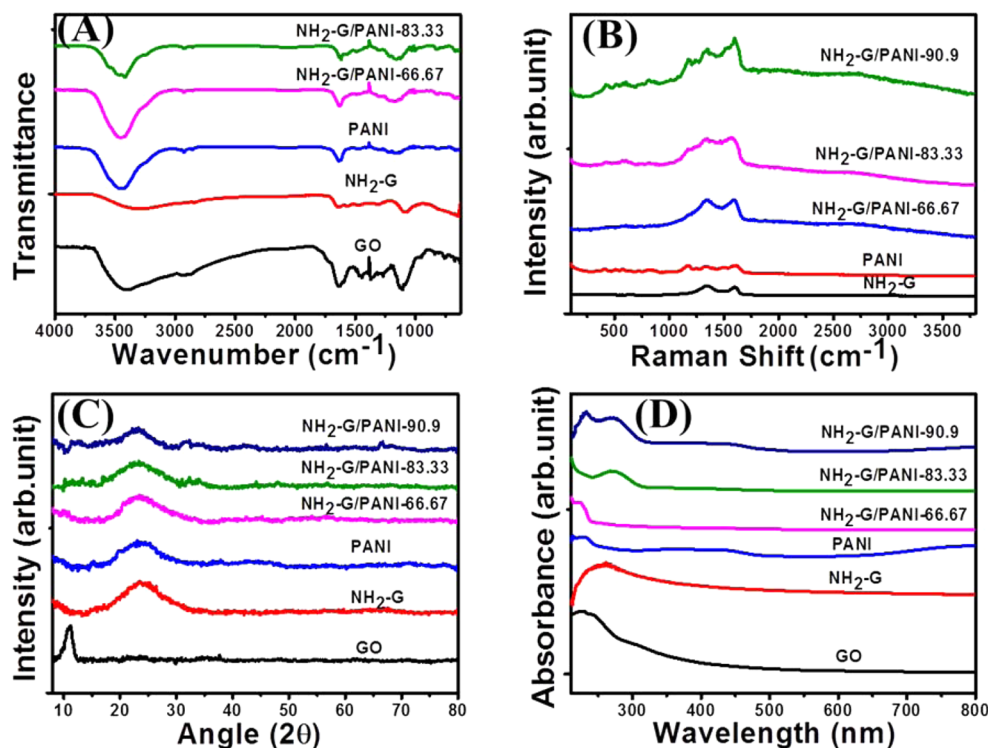 (A)
NH2-G/PANI-83.33
NH2-G/PANI-66.67
PANI
NH2-G
GO
Transmittance
4000 3500 3000 2500 2000 1500 1000
Wavenumber (cm-1)
(B)
NH2-G/PANI-90.9
NH2-G/PANI-83.33
NH2-G/PANI-66.67
PANI
NH2-G
Intensity (arb.unit)
500 1000 1500 2000 2500 3000 3500
Raman Shift (cm-1)
(C)
NH2-G/PANI-90.9
NH2-G/PANI-83.33
NH2-G/PANI-66.67
PANI
NH2-G
GO
Intensity (arb.unit)
10 20 30 40 50 60 70 80
Angle (2θ)
(D)
NH2-G/PANI-90.9
NH2-G/PANI-83.33
NH2-G/PANI-66.67
PANI
NH2-G
GO
Absorbance (arb.unit)
300 400 500 600 700 800
Wavelength (nm)